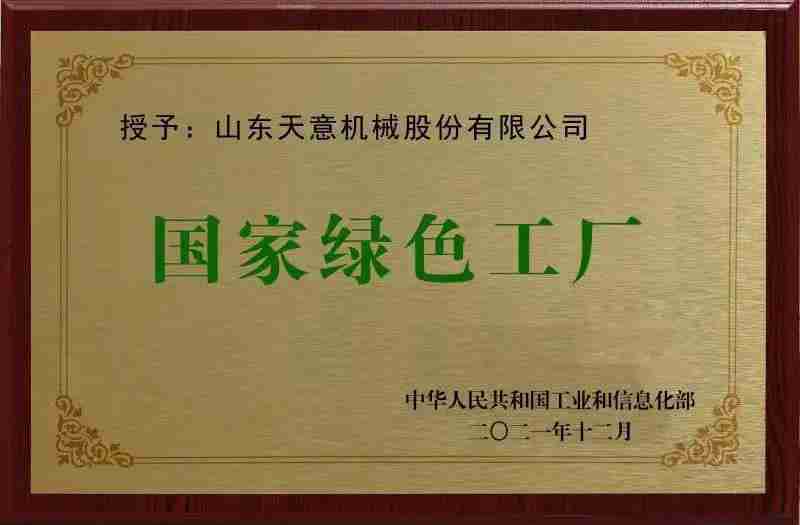 授予：山东天意机械股份有限公司
国家绿色工厂
中华人民共和国工业和信息化部
二〇二一年十二月